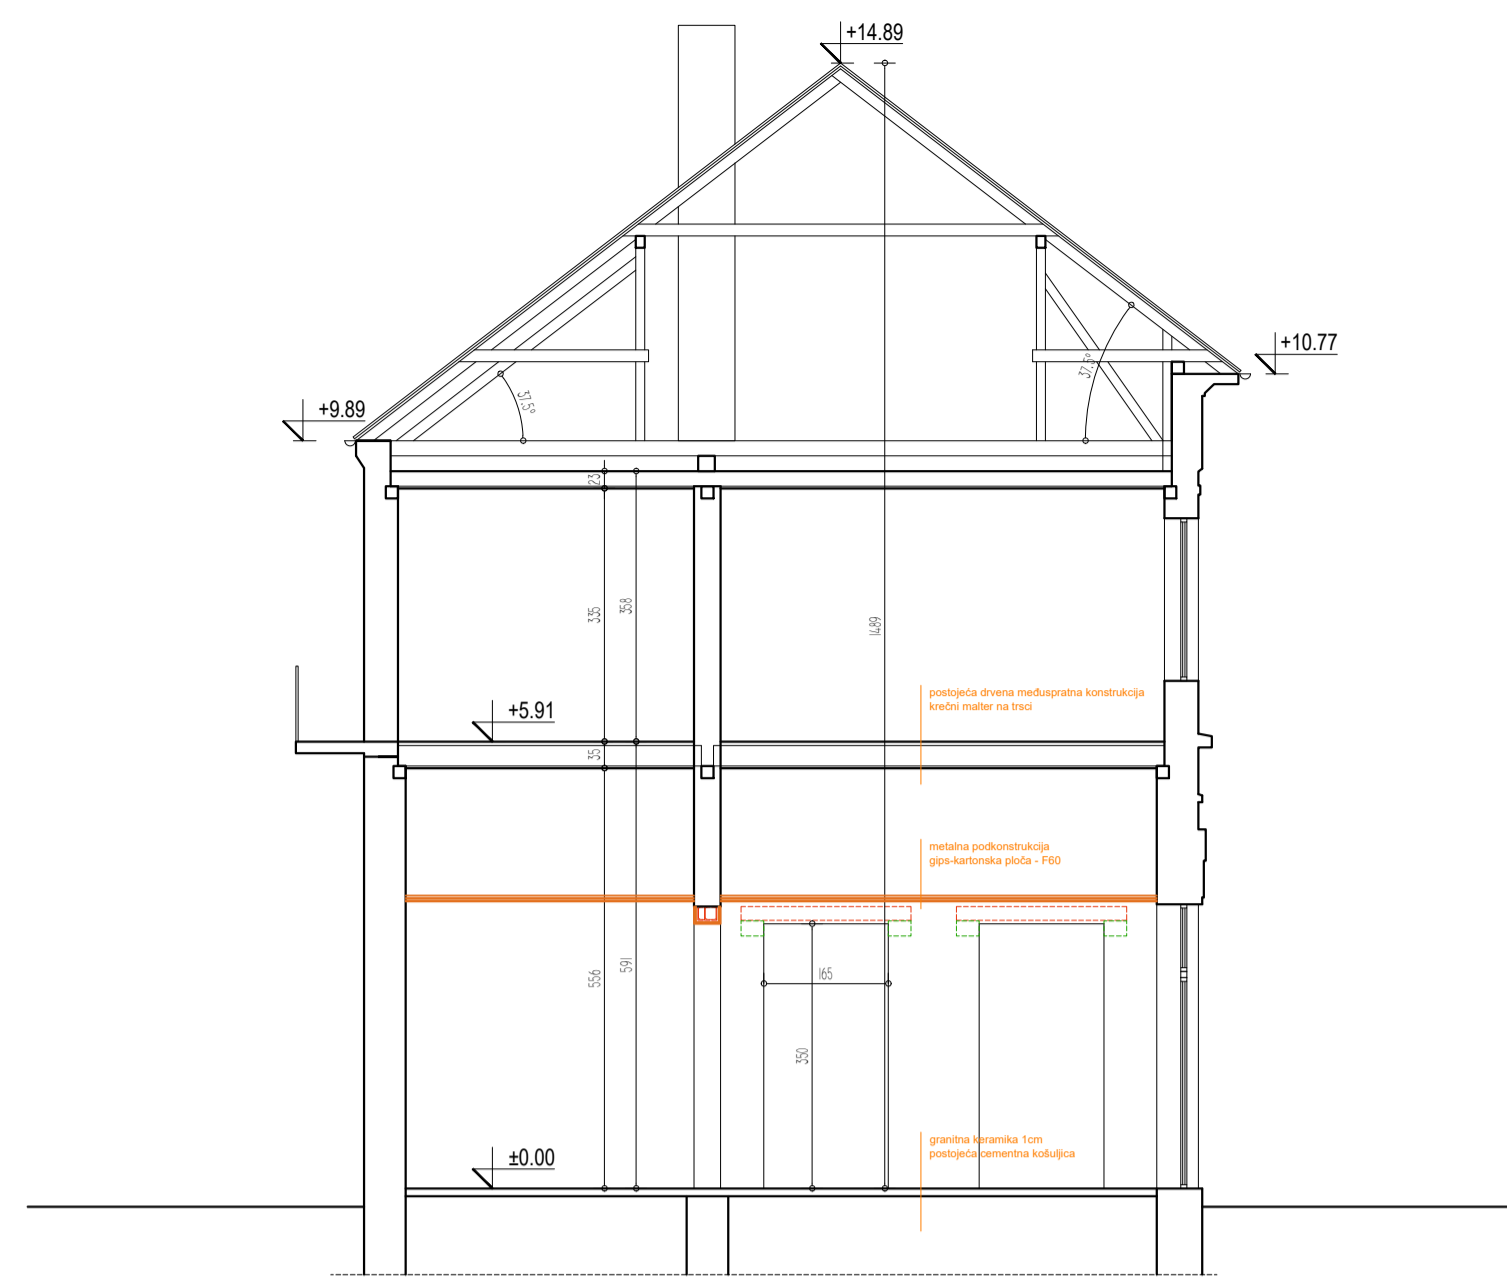 +14.89
+10.77
+9.89
37.5°
37.5°
23
335
358
1489
+5.91
postojeća drvena međuspratna konstrukcija
krečni malter na trsci
35
metalna podkonstrukcija
gips-kartonska ploča - F60
556
591
165
350
granitna keramika 1cm
postojeća cementna košuljica
±0.00